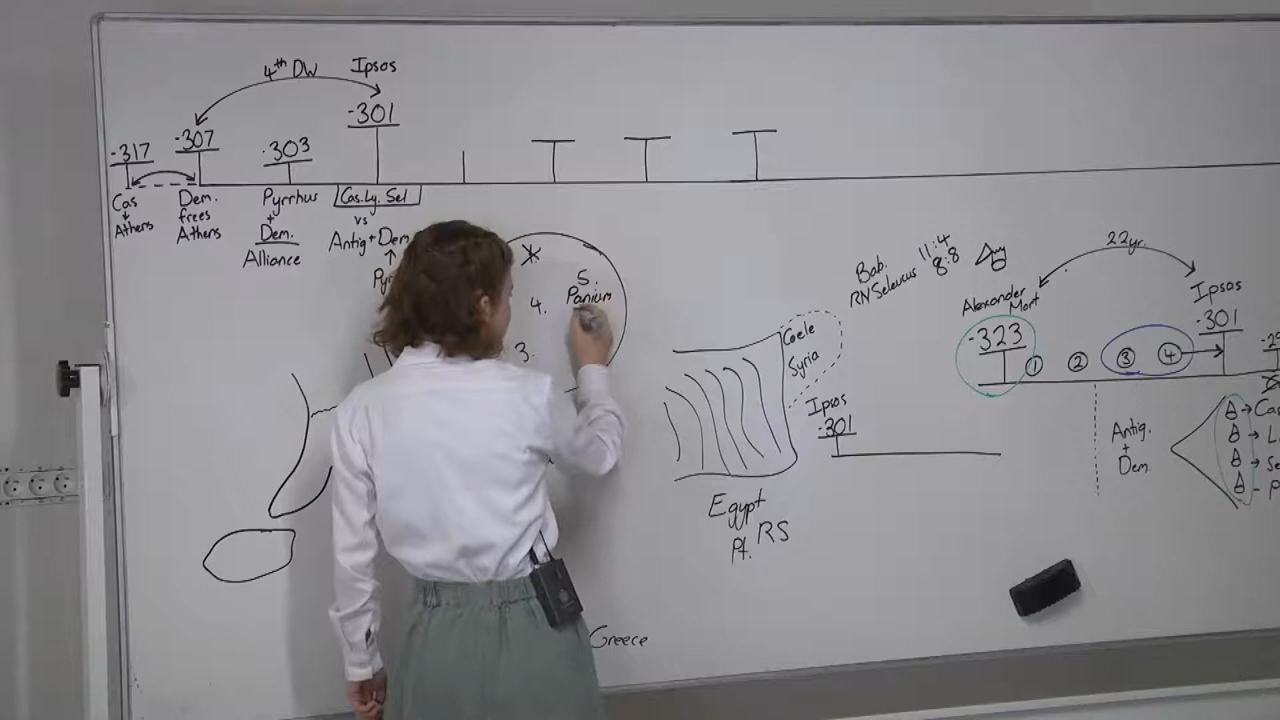 4th DW
Ipsos
-301
-307
-303
-317
Cas
Athens
Dem.
frees
Athens
Pyrrhus
+
Dem.
Alliance
Cas. Ly. Sel
vs
Antig + Dem
*
5.
Panium
4.
3.
Coele
Syria
Egypt
Pt. RS
Greece
Bab.
RN Seleucus
11:4
8:8
Ipsos
-301
22yr.
Alexander
Mort
-323
1 2 3 4
Ipsos
-301
Antig.
+
Dem.